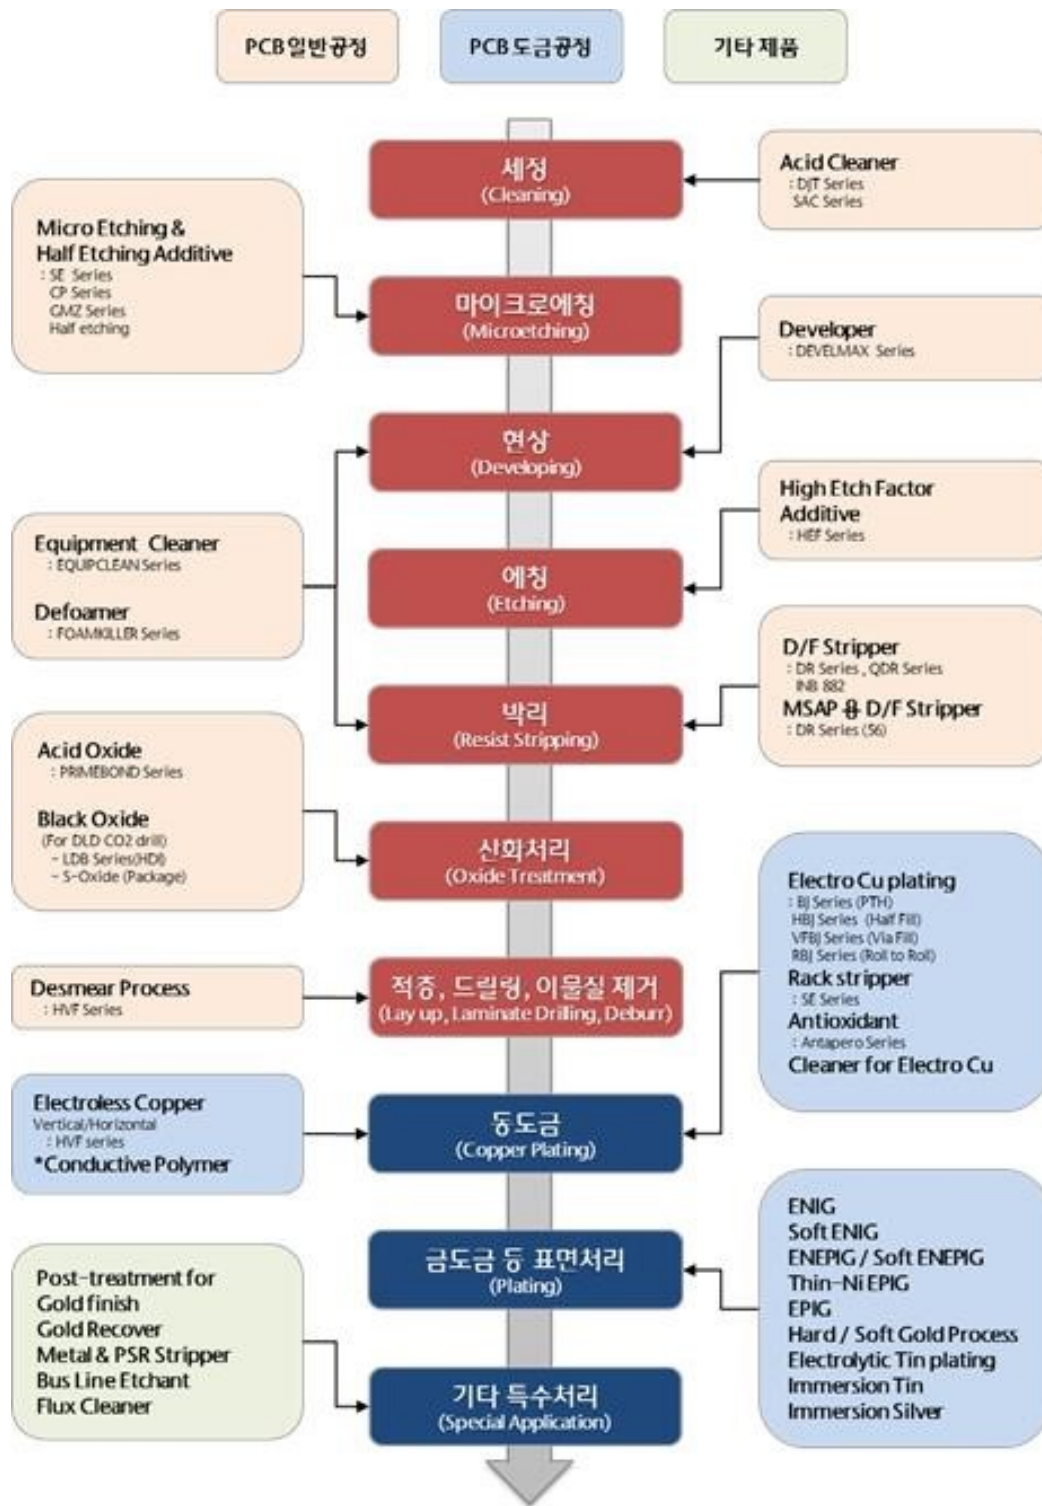 PCB 일반공정
PCB 도금공정
기타 제품
세정
(Cleaning)
Acid Cleaner
: DJT Series
SAC Series
Micro Etching &
Half Etching Additive
: SE Series
CP Series
GMZ Series
Half etching
마이크로에칭
(Microetching)
Developer
: DEVELMAX Series
현상
(Developing)
High Etch Factor
Additive
: HEF Series
Equipment Cleaner
: EQUIPCLEAN Series
Defoamer
: FOAMKILLER Series
에칭
(Etching)
D/F Stripper
: DR Series , QDR Series
INB 882
MSAP 용 D/F Stripper
: DR Series (S6)
박리
(Resist Stripping)
Acid Oxide
: PRIMEBOND Series
Black Oxide
(For DLD CO2 drill)
- LDB Series(HDI)
- S-Oxide (Package)
산화처리
(Oxide Treatment)
Electro Cu plating
: BJ Series (PTH)
HBJ Series (Half Fill)
VFBJ Series (Via Fill)
RBJ Series (Roll to Roll)
Rack stripper
: SE Series
Antioxidant
: Antapero Series
Cleaner for Electro Cu
Desmear Process
: HVF Series
적층, 드릴링, 이물질 제거
(Lay up, Laminate Drilling, Deburr)
Electroless Copper
Vertical/Horizontal
: HVF series
*Conductive Polymer
동도금
(Copper Plating)
ENIG
Soft ENIG
ENEPIG / Soft ENEPIG
Thin-Ni EPIG
EPIG
Hard / Soft Gold Process
Electrolytic Tin plating
Immersion Tin
Immersion Silver
금도금 등 표면처리
(Plating)
Post-treatment for
Gold finish
Gold Recover
Metal & PSR Stripper
Bus Line Etchant
Flux Cleaner
기타 특수처리
(Special Application)